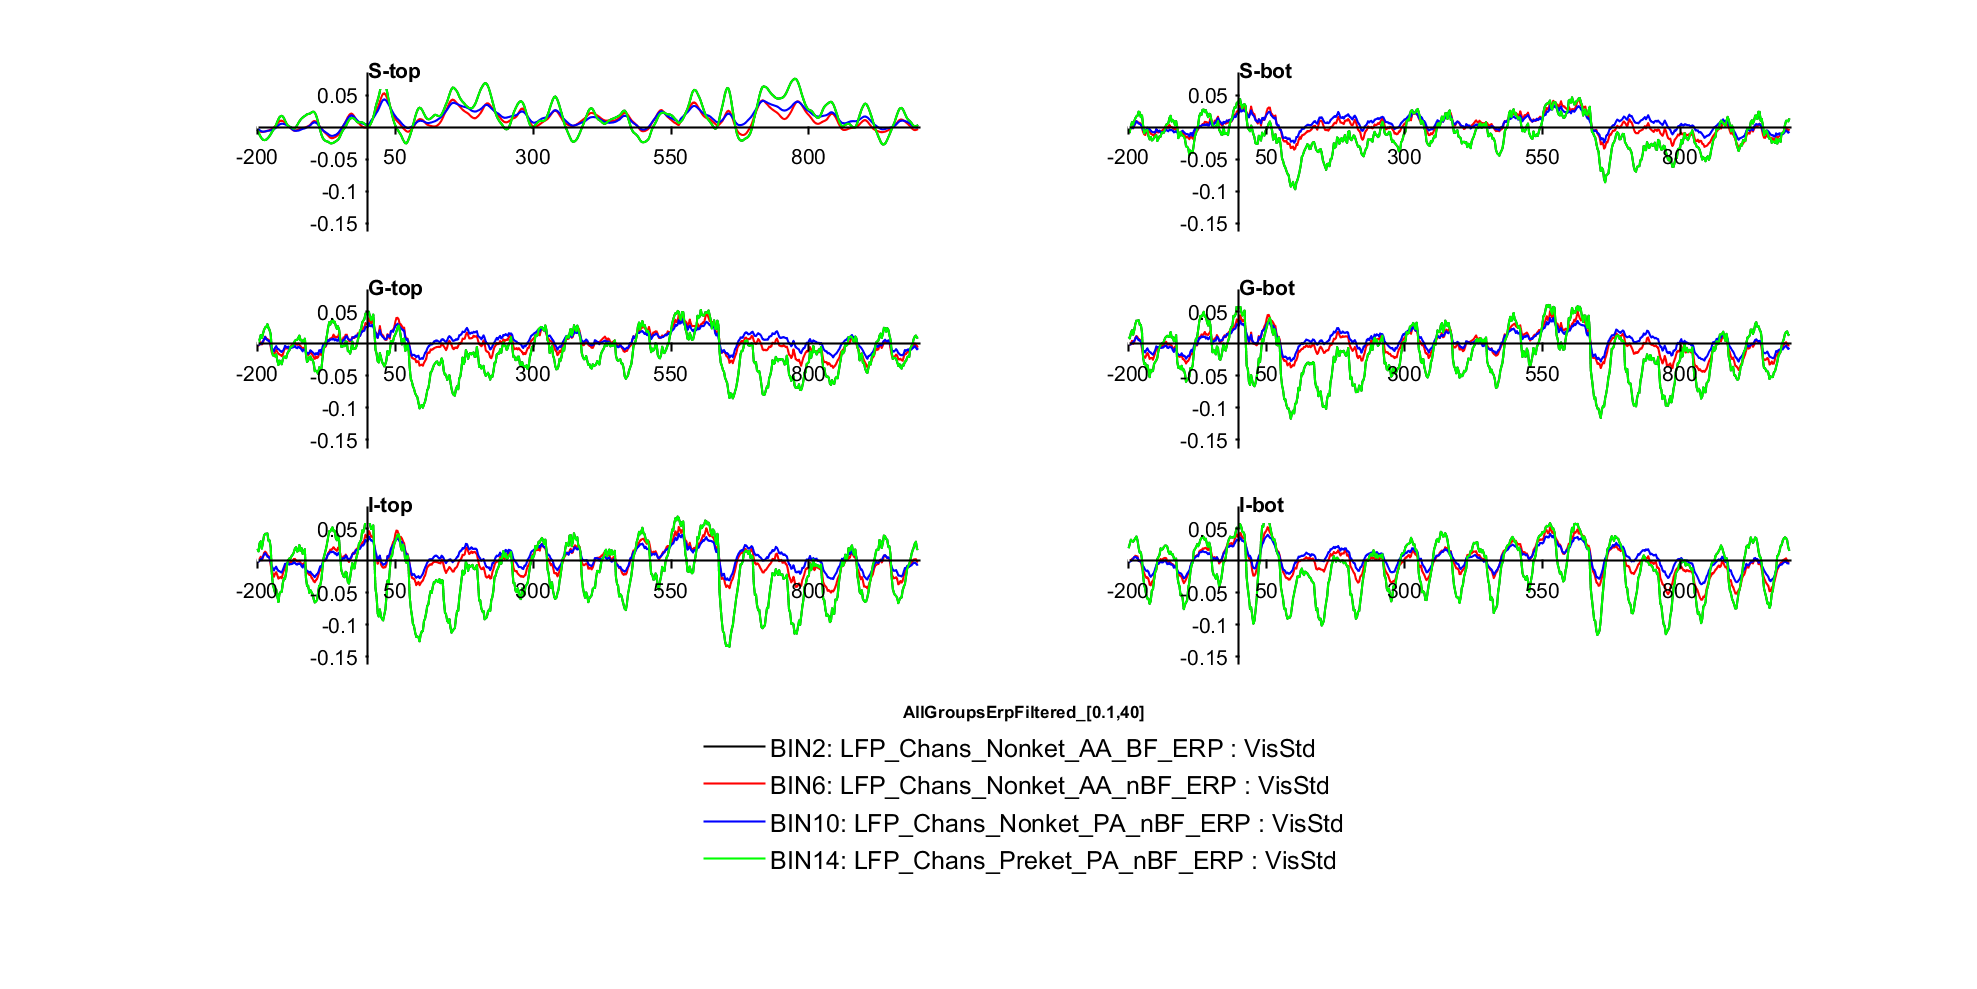 S-top
0.05
-200 50 300 550 800
-0.05
-0.1
-0.15
S-bot
0.05
-200 50 300 550 800
-0.05
-0.1
-0.15
G-top
0.05
-200 50 300 550 800
-0.05
-0.1
-0.15
G-bot
0.05
-200 50 300 550 800
-0.05
-0.1
-0.15
I-top
0.05
-200 50 300 550 800
-0.05
-0.1
-0.15
I-bot
0.05
-200 50 300 550 800
-0.05
-0.1
-0.15
AllGroupsErpFiltered_[0.1,40]
BIN2: LFP_Chans_Nonket_AA_BF_ERP : VisStd
BIN6: LFP_Chans_Nonket_AA_nBF_ERP : VisStd
BIN10: LFP_Chans_Nonket_PA_nBF_ERP : VisStd
BIN14: LFP_Chans_Preket_PA_nBF_ERP : VisStd